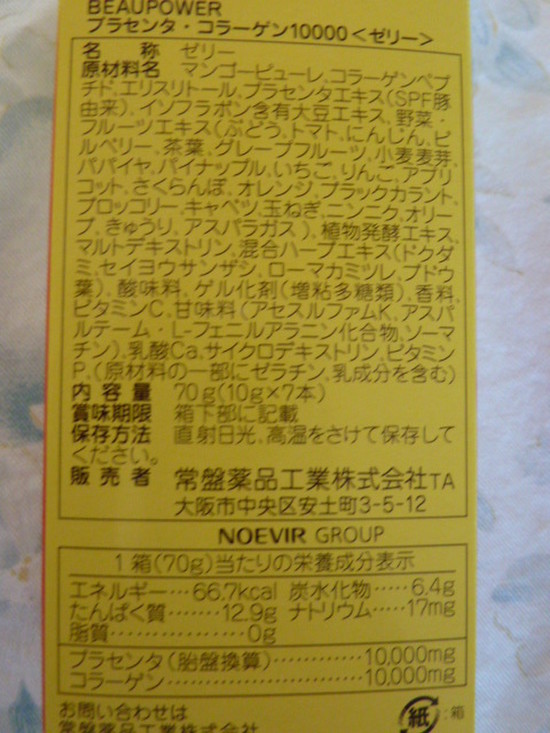 BEAUPOWER
プラセンタ・コラーゲン10000<ゼリー>
名称 ゼリー
原材料名 マンゴーピューレ、コラーゲンペプ
チド、エリスリトール、プラセンタエキス(SPF豚
由来)、イソフラボン含有大豆エキス、野菜・
フルーツエキス(ぶどう、トマト、にんじん、ビ
ルベリー、茶葉、グレープフルーツ、小麦麦芽、
パパイヤ、パイナップル、いちご、りんご、アプリ
コット、さくらんぼ、オレンジ、ブラックカラント、
ブロッコリー、キャベツ、玉ねぎ、ニンニク、オリー
ブ、きゅうり、アスパラガス)、植物発酵エキス、
マルトデキストリン、混合ハーブエキス(ドクダ
ミ、セイヨウサンザシ、ローマカミツレ、ブドウ
葉)、酸味料、ゲル化剤(増粘多糖類)、香料、
ビタミンC、甘味料(アセスルファムK、アスパ
ルテーム・L-フェニルアラニン化合物、ソーマ
チン)、乳酸Ca、サイクロデキストリン、ビタミン
P、(原材料の一部にゼラチン、乳成分を含む)
内容量 70g(10g×7本)
賞味期限 箱下部に記載
保存方法 直射日光、高温をさけて保存して
ください。
販売者 常盤薬品工業株式会社TA
大阪市中央区安土町3-5-12
NOEVIR GROUP
1箱(70g)当たりの栄養成分表示
エネルギー…66.7kcal 炭水化物……6.4g
たんぱく質……12.9g ナトリウム……17mg
脂質……………0g
プラセンタ(胎盤換算)…………10,000mg
コラーゲン…………………10,000mg
お問い合わせは
常盤薬品工業株式会社
紙:箱